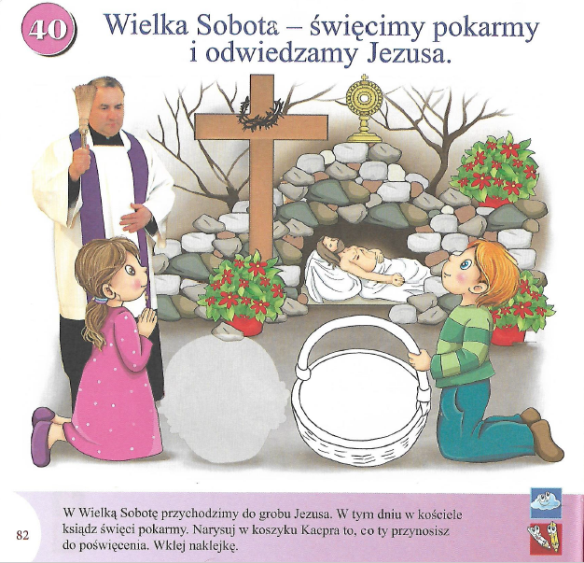 40
Wielka Sobota – święcimy pokarmy
i odwiedzamy Jezusa.
W Wielką Sobotę przychodzimy do grobu Jezusa. W tym dniu w kościele
ksiądz święci pokarmy. Narysuj w koszyku Kacpra to, co ty przynosisz
do poświęcenia. Wklej naklejkę.
82